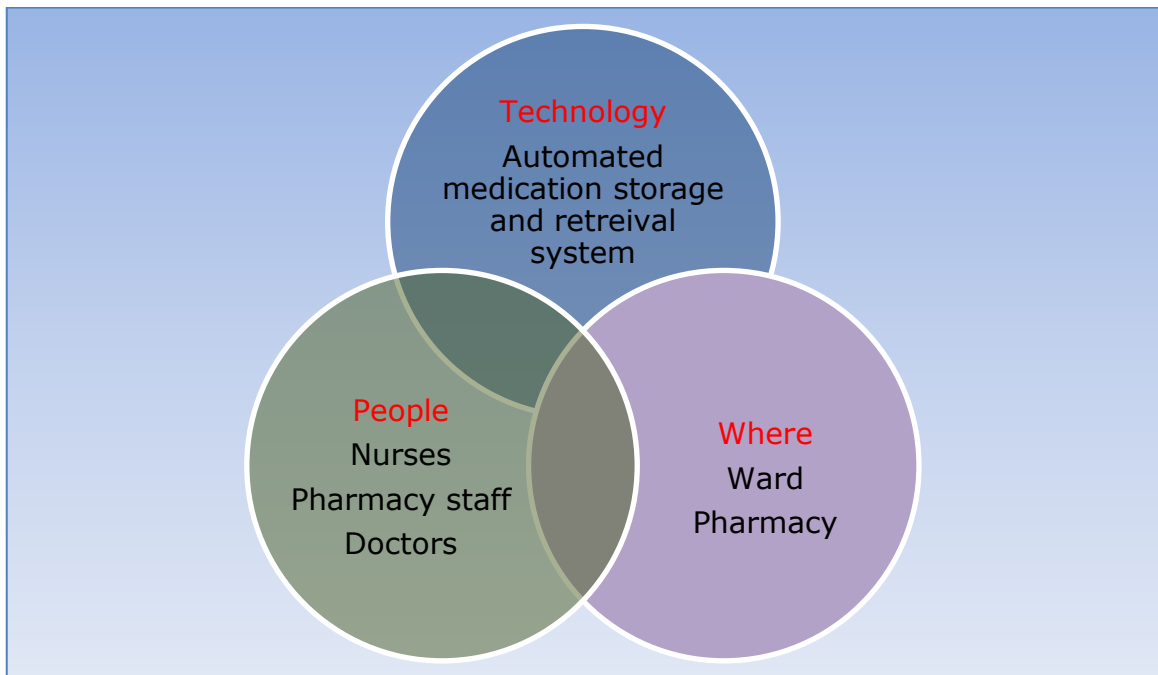 Technology
Automated
medication storage
and retreival
system
People
Nurses
Pharmacy staff
Doctors
Where
Ward
Pharmacy